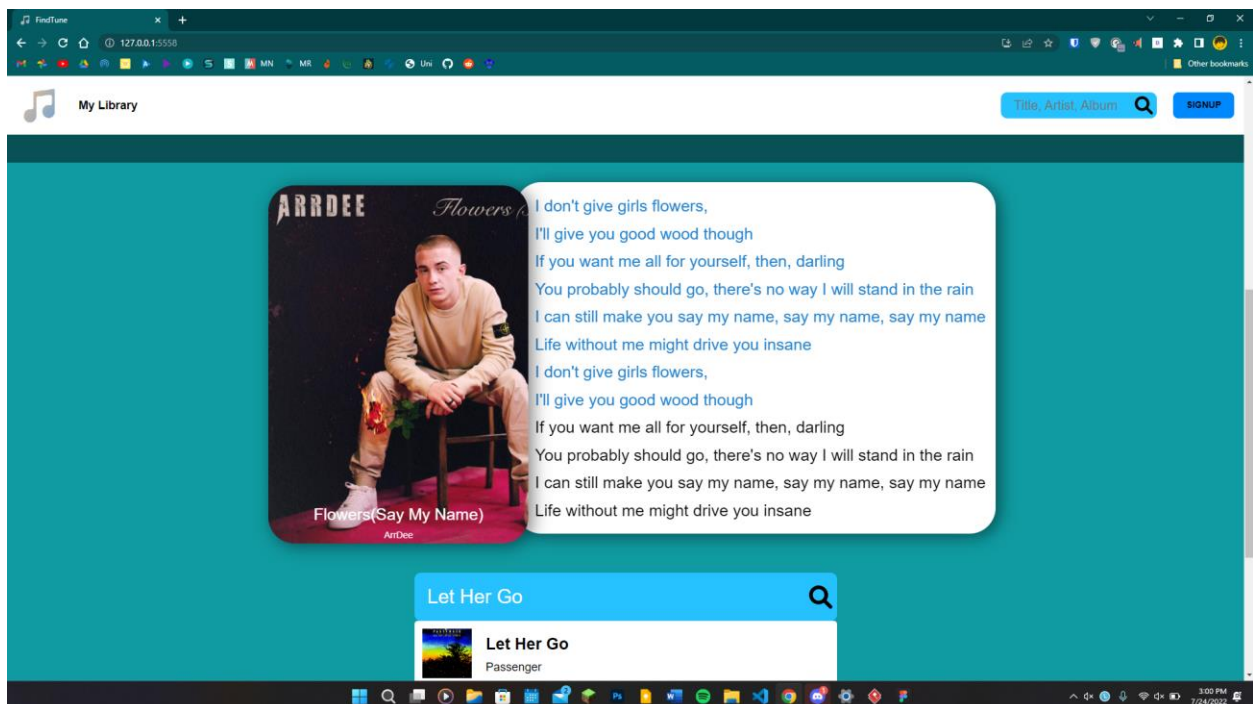 FindTune
127.0.0.1:5558
MN
MR
Uni
Other bookmarks
My Library
Title, Artist, Album
SIGNUP
ARRDEE
Flowers
I don't give girls flowers,
I'll give you good wood though
If you want me all for yourself, then, darling
You probably should go, there's no way I will stand in the rain
I can still make you say my name, say my name, say my name
Life without me might drive you insane
I don't give girls flowers,
I'll give you good wood though
If you want me all for yourself, then, darling
You probably should go, there's no way I will stand in the rain
I can still make you say my name, say my name, say my name
Life without me might drive you insane
Flowers(Say My Name)
ArrDee
Let Her Go
Let Her Go
Passenger
3:00 PM
7/24/2022